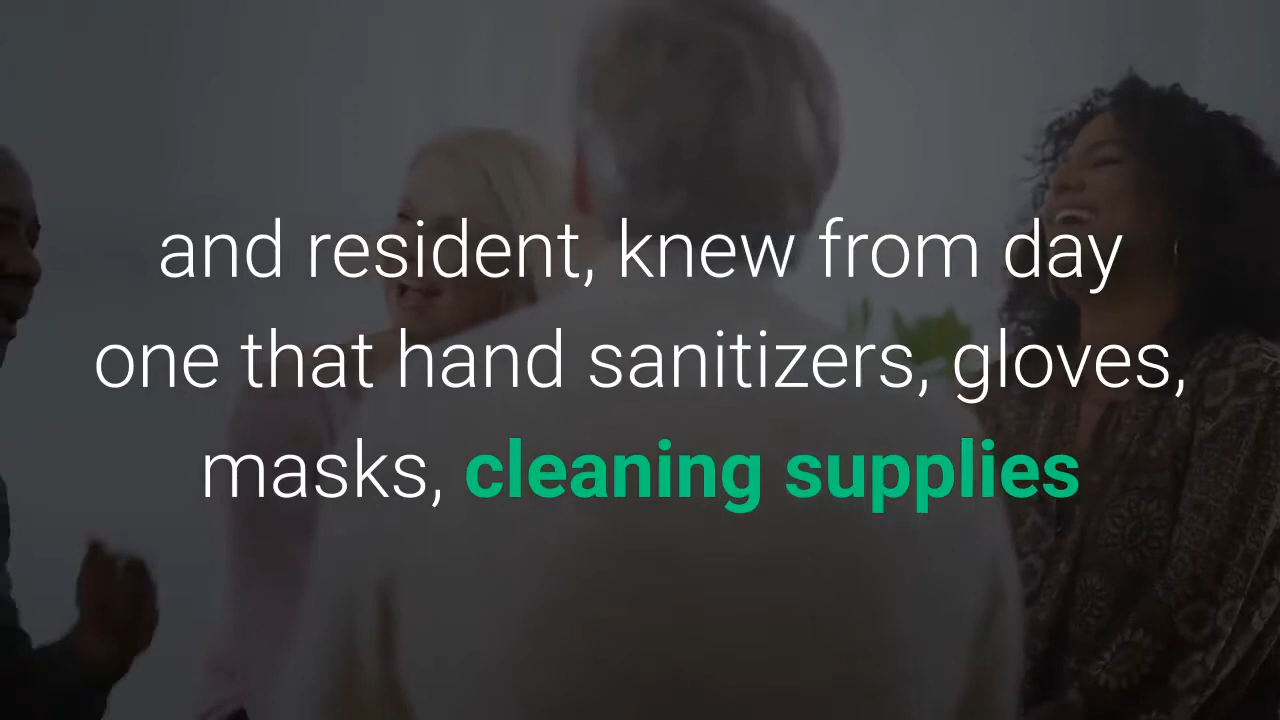 and resident, knew from day
one that hand sanitizers, gloves,
masks, cleaning supplies